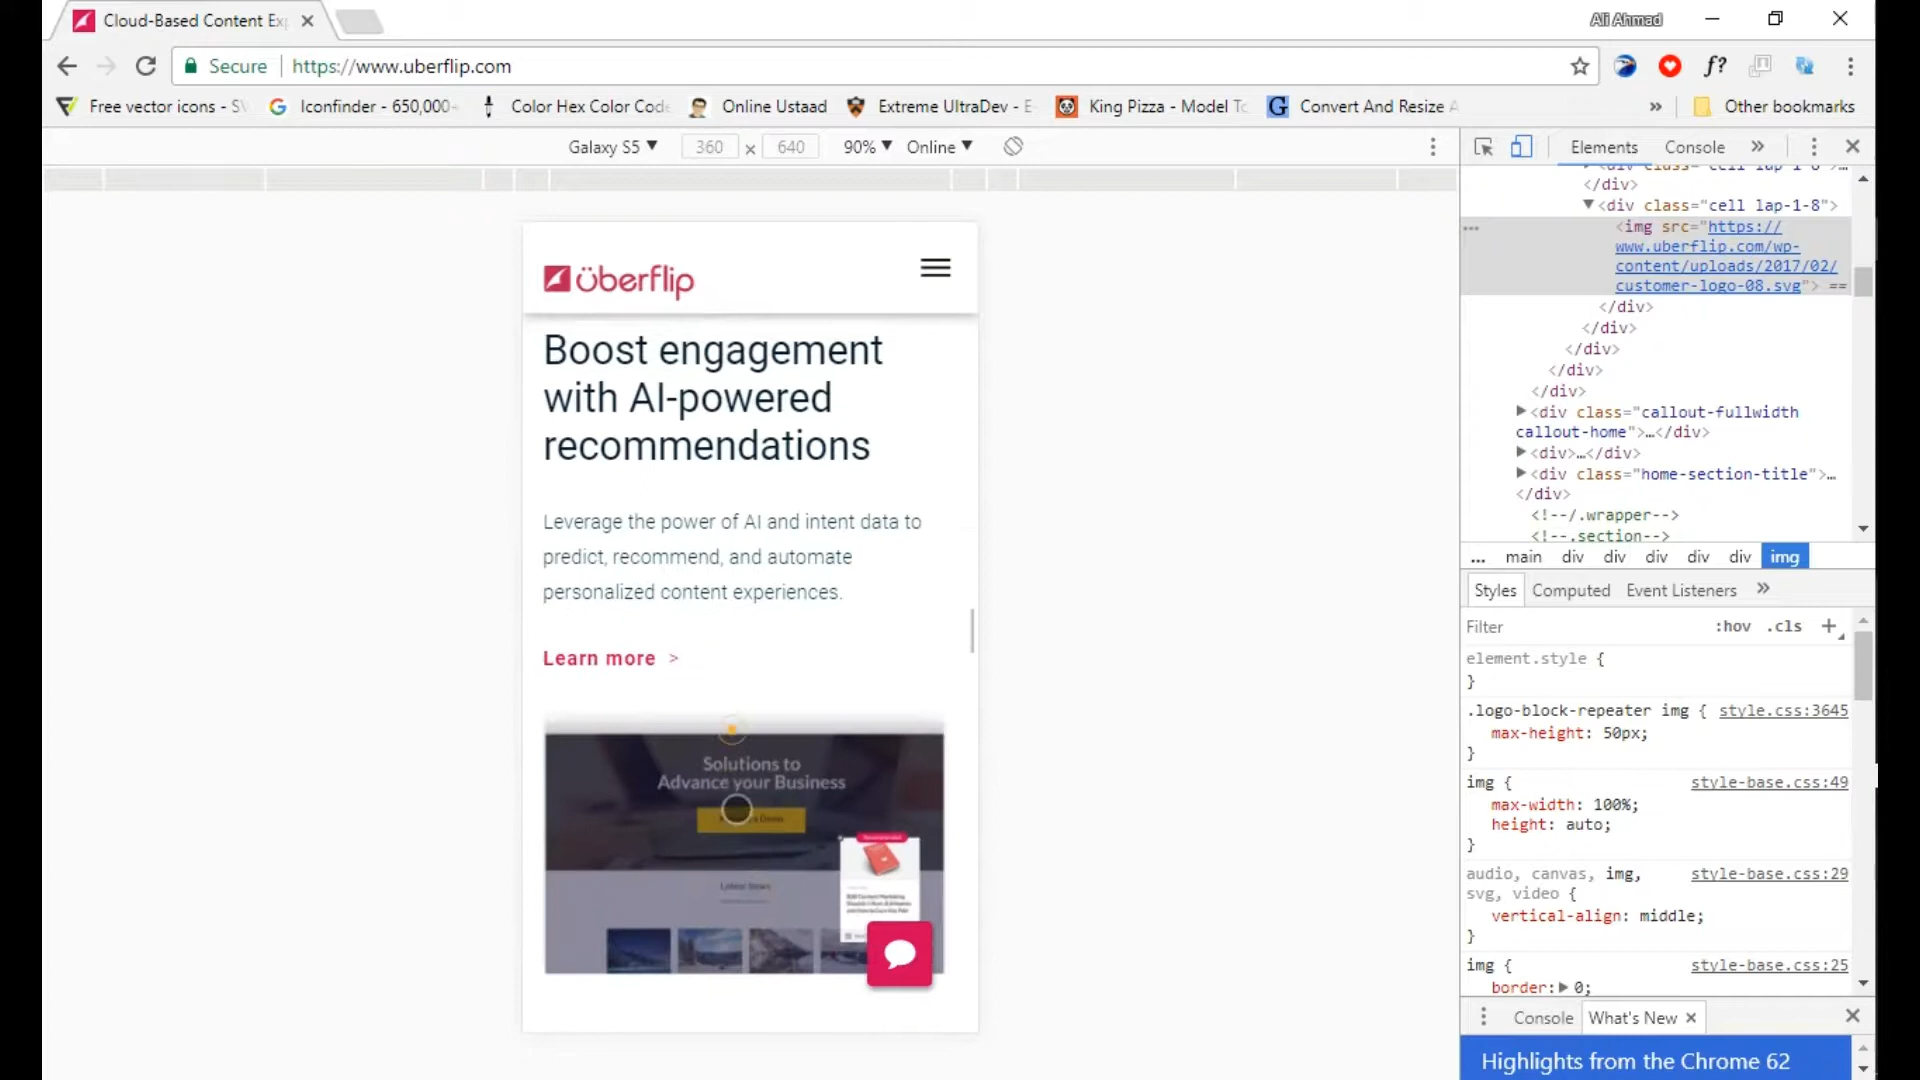 Cloud-Based Content Ex
Ali Ahmad
Secure
https://www.uberflip.com
f?
Free vector icons - SV
Iconfinder - 650,000+
Color Hex Color Code
Online Ustaad
Extreme UltraDev - E
King Pizza - Model To
Convert And Resize A
»
Other bookmarks
Galaxy S5 ▼
360 x 640
90% ▼
Online ▼
Elements
Console
»
</div>
▼<div class="cell lap-1-8">
<img src="https://
www.uberflip.com/wp-
content/uploads/2017/02/
customer-logo-08.svg"> ==
</div>
</div>
</div>
</div>
</div>
▶<div class="callout-fullwidth
callout-home">…</div>
▶<div>…</div>
▶<div class="home-section-title">…
</div>
<!--/.wrapper-->
<!--.section-->
... main div div div div div img
Styles Computed Event Listeners »
Filter :hov .cls +
element.style {
}
.logo-block-repeater img { style.css:3645
max-height: 50px;
}
img { style-base.css:49
max-width: 100%;
height: auto;
}
audio, canvas, img, style-base.css:29
svg, video {
vertical-align: middle;
}
img { style-base.css:25
border:▶ 0;
Console
What's New ×
Highlights from the Chrome 62
überflip
Boost engagement
with AI-powered
recommendations
Leverage the power of AI and intent data to
predict, recommend, and automate
personalized content experiences.
Learn more >
Solutions to
Advance your Business
Latest News